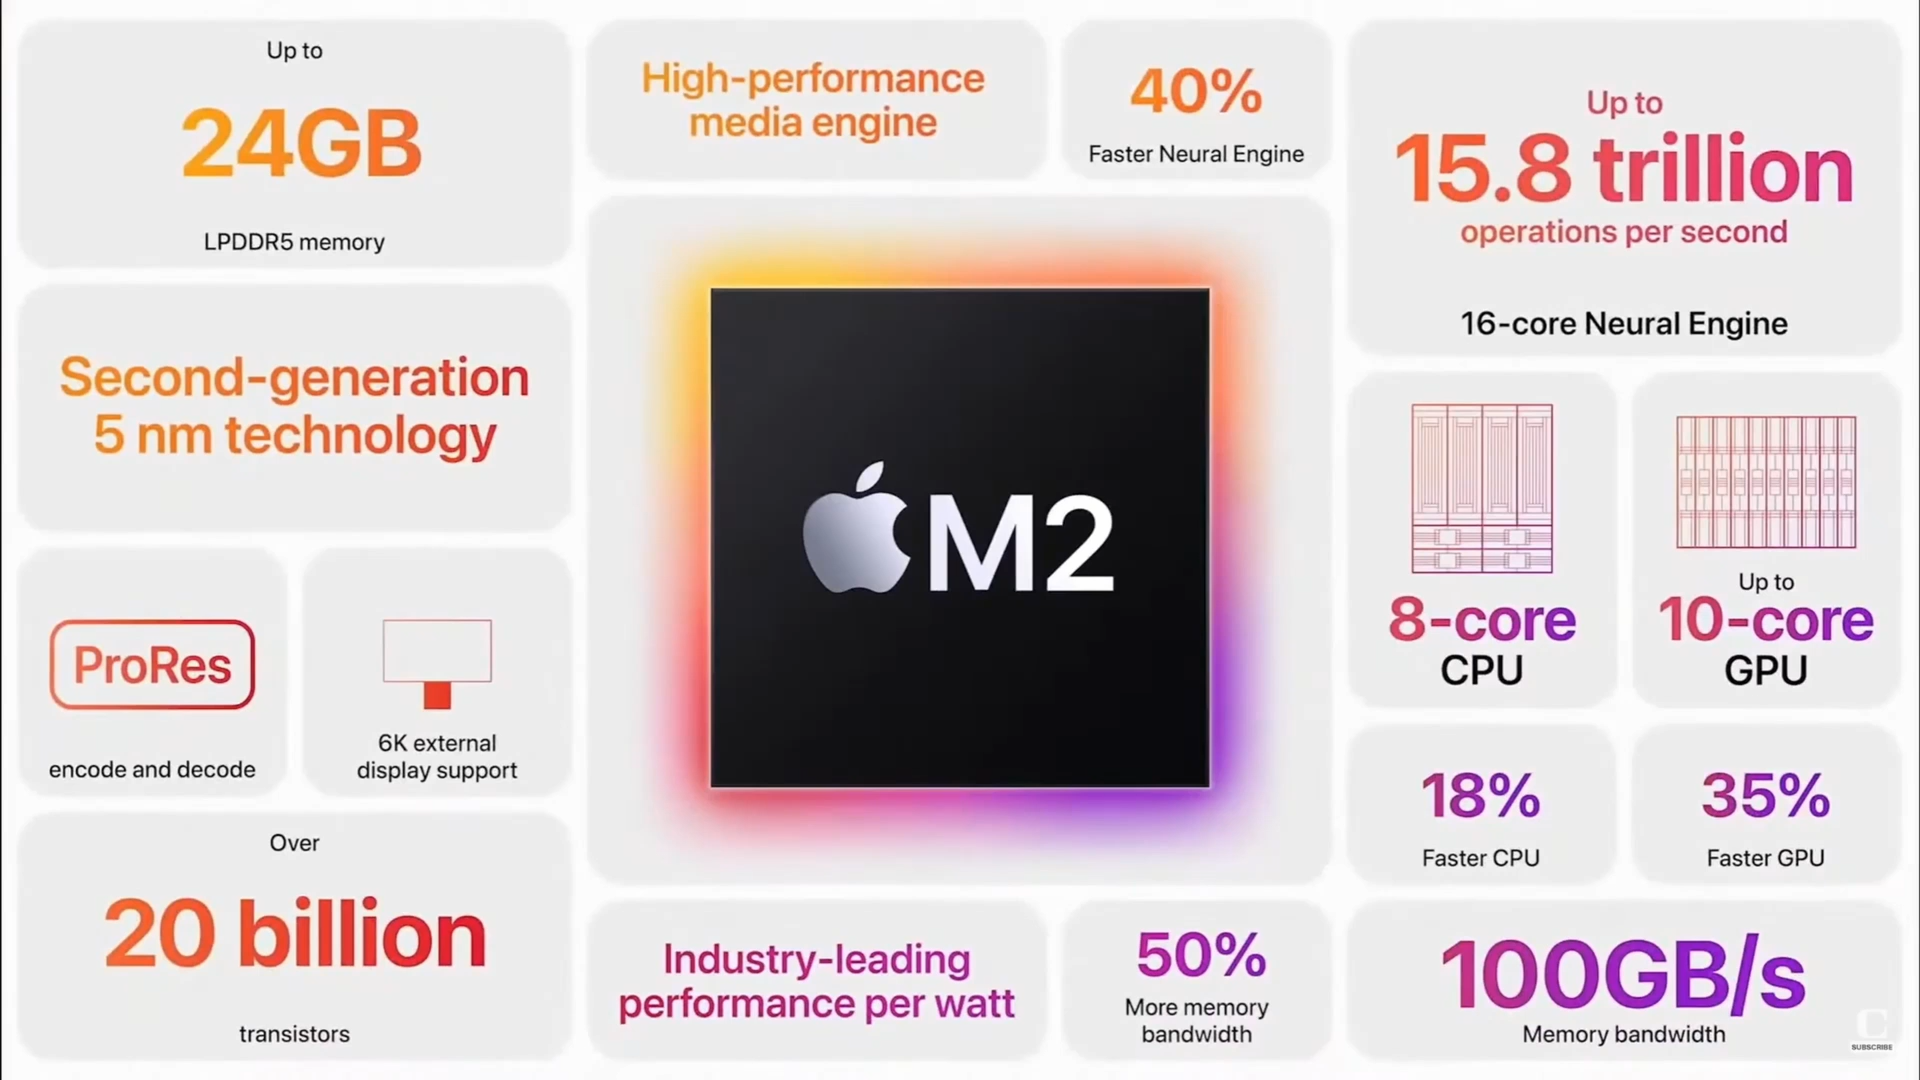 Up to
24GB
LPDDR5 memory
Second-generation
5 nm technology
ProRes
encode and decode
6K external
display support
Over
20 billion
transistors
High-performance
media engine
40%
Faster Neural Engine
M2
Industry-leading
performance per watt
50%
More memory
bandwidth
Up to
15.8 trillion
operations per second
16-core Neural Engine
8-core
CPU
Up to
10-core
GPU
18%
Faster CPU
35%
Faster GPU
100GB/s
Memory bandwidth
C
SUBSCRIBE